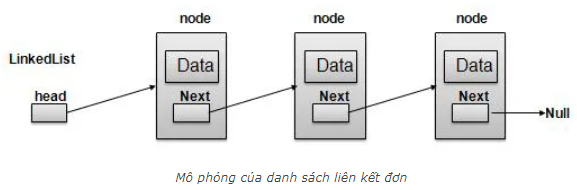 node
node
node
LinkedList
Data
Data
Data
head
Next
Next
Next
Null
Mô phỏng của danh sách liên kết đơn